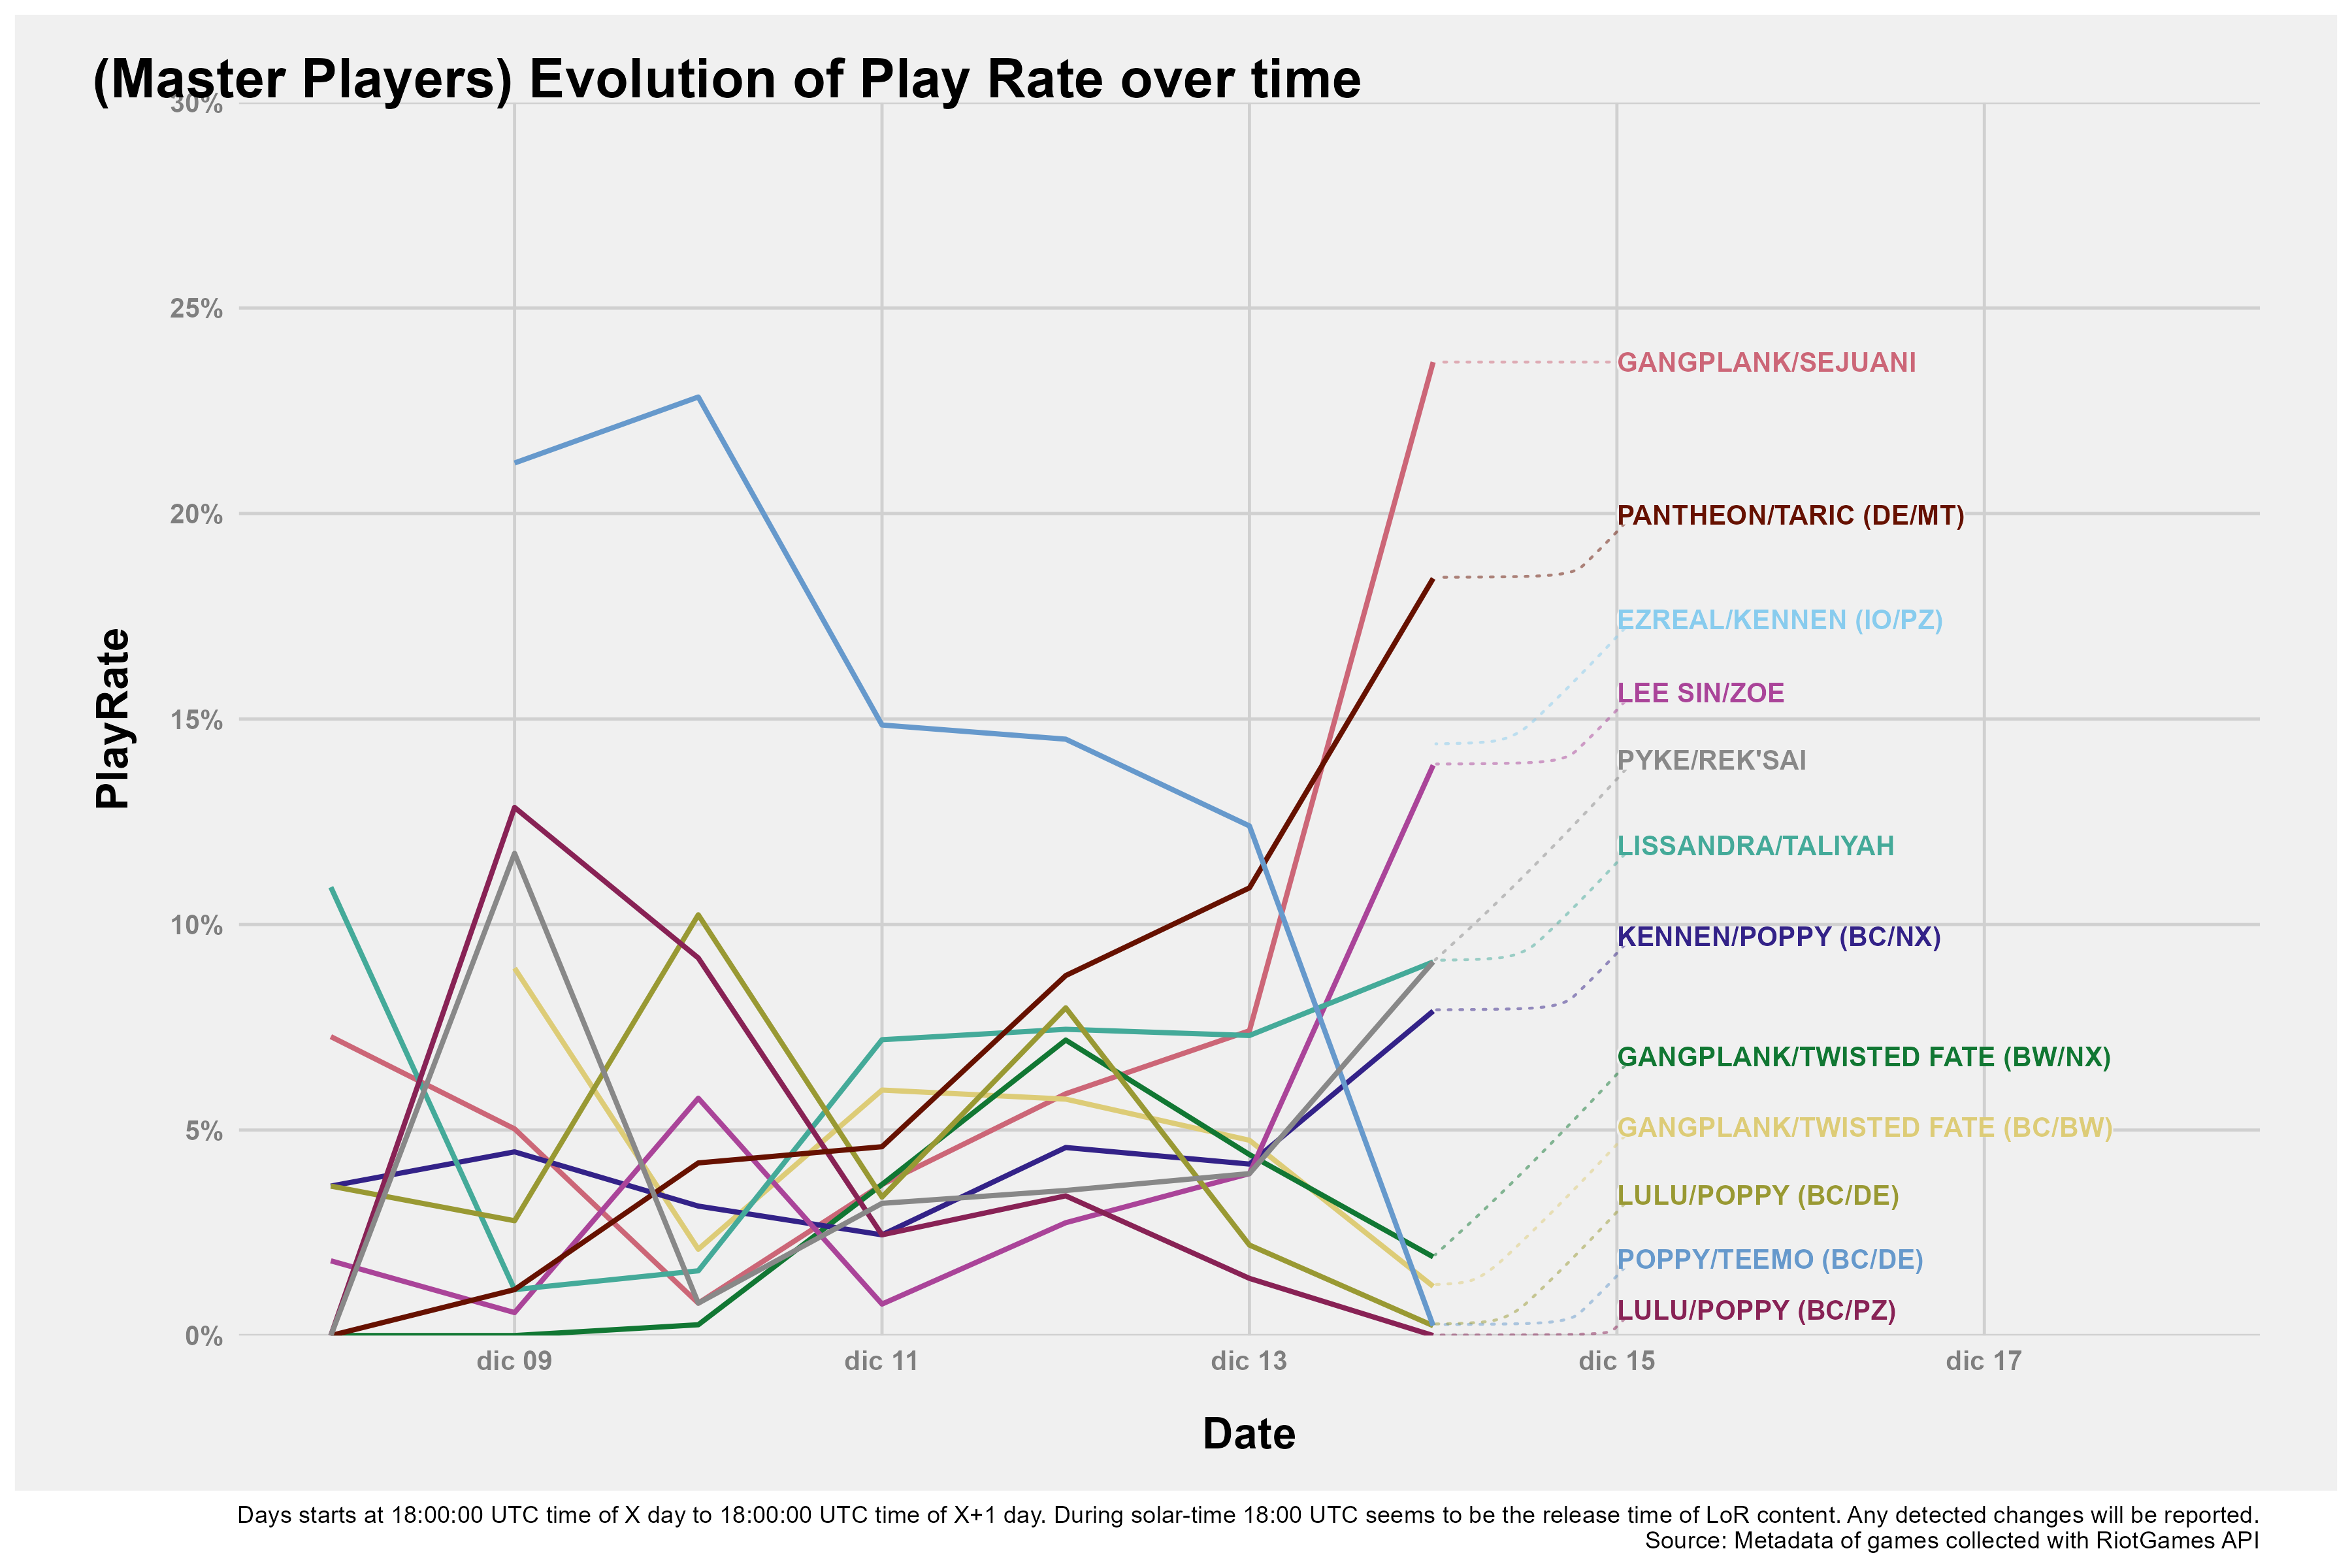 (Master Players) Evolution of Play Rate over time
30%
25%
20%
15%
10%
5%
0%
PlayRate
GANGPLANK/SEJUANI
PANTHEON/TARIC (DE/MT)
EZREAL/KENNEN (IO/PZ)
LEE SIN/ZOE
PYKE/REK'SAI
LISSANDRA/TALIYAH
KENNEN/POPPY (BC/NX)
GANGPLANK/TWISTED FATE (BW/NX)
GANGPLANK/TWISTED FATE (BC/BW)
LULU/POPPY (BC/DE)
POPPY/TEEMO (BC/DE)
LULU/POPPY (BC/PZ)
dic 09
dic 11
dic 13
dic 15
dic 17
Date
Days starts at 18:00:00 UTC time of X day to 18:00:00 UTC time of X+1 day. During solar-time 18:00 UTC seems to be the release time of LoR content. Any detected changes will be reported.
Source: Metadata of games collected with RiotGames API